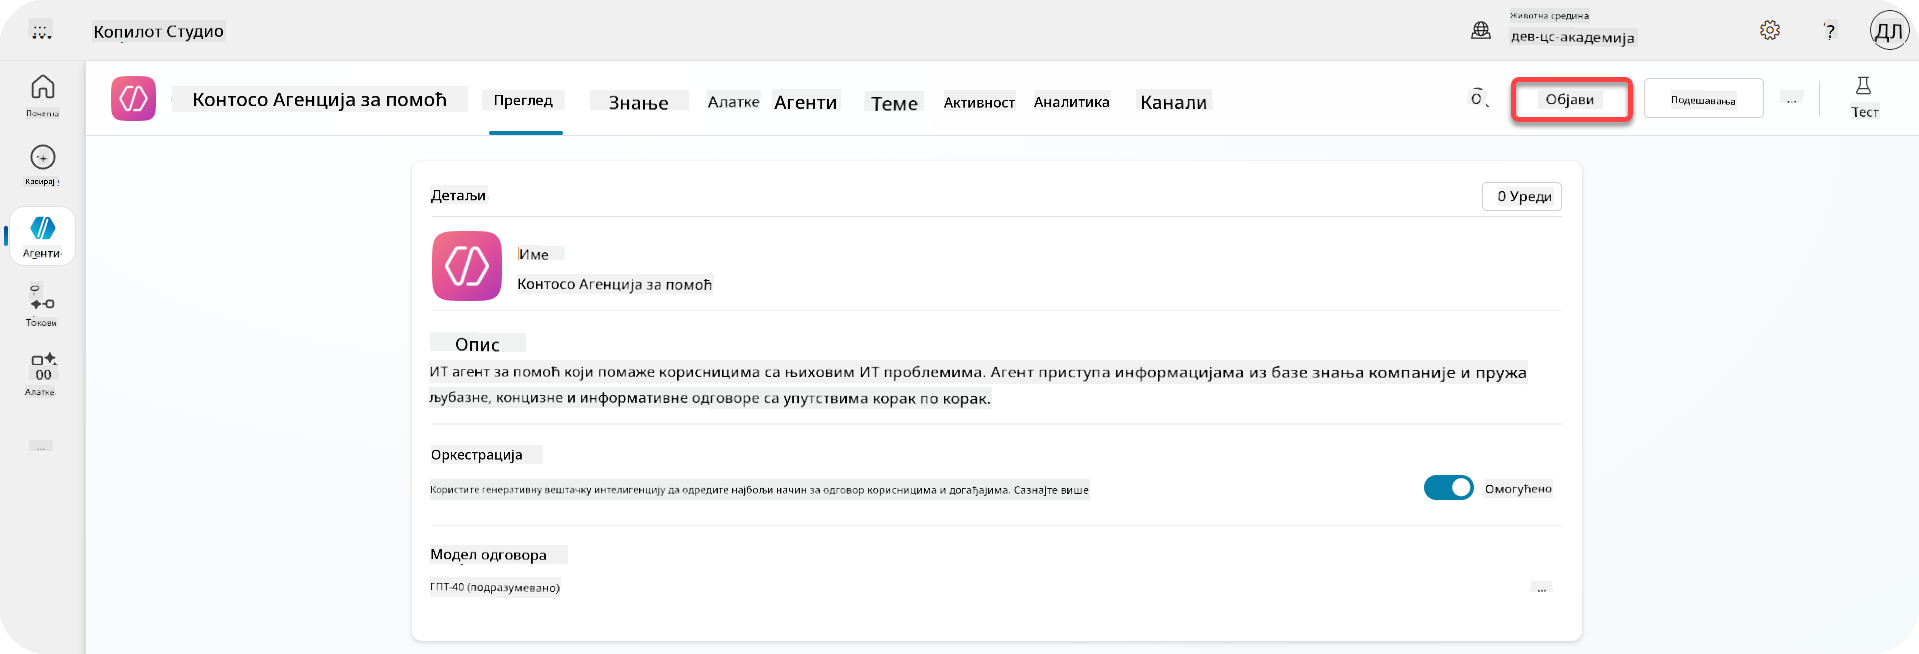 Копилот Студио
Животна средина
дев-цс-академија
?
ДЛ
Почетна
Агенти
Токови
00
Алатке
...
Контосо Агенција за помоћ
Преглед
Знање
Алатке
Агенти
Теме
Активност
Аналитика
Канали
Објави
Подешавања
...
Тест
Детаљи
0 Уреди
Име
Контосо Агенција за помоћ
Опис
ИТ агент за помоћ који помаже корисницима са њиховим ИТ проблемима. Агент приступа информацијама из базе знања компаније и пружа
љубазне, концизне и информативне одговоре са упутствима корак по корак.
Оркестрација
Користите генеративну вештачку интелигенцију да одредите најбољи начин за одговор корисницима и догађајима. Сазнајте више
Омогућено
Модел одговора
ГПТ-40 (подразумевано)
...